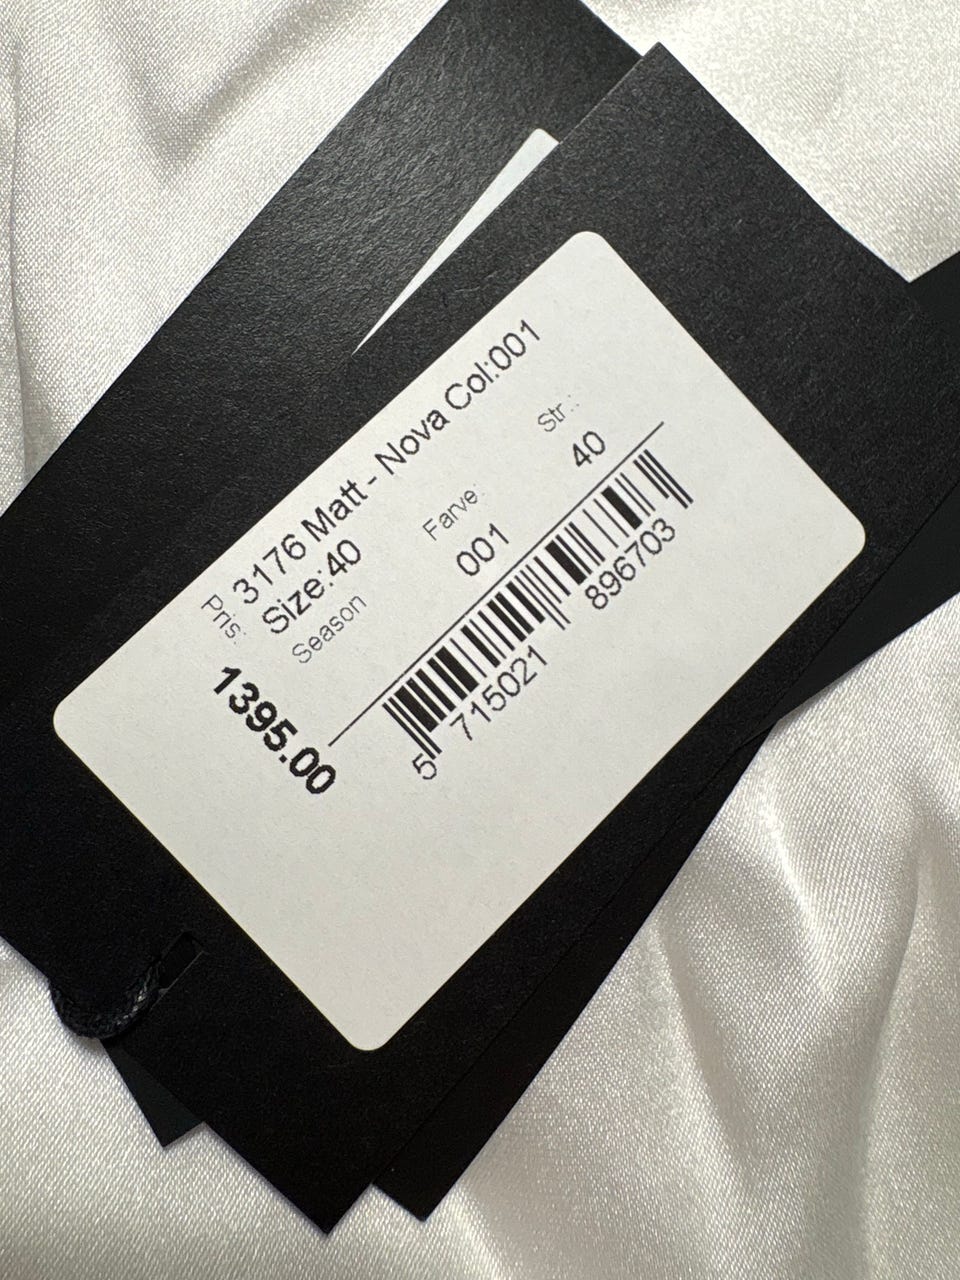 3176 Matt - Nova Col:001
Size:40
Pris:
Season
Farve:
Str.:
1395.00
001
40
5 715021 896703